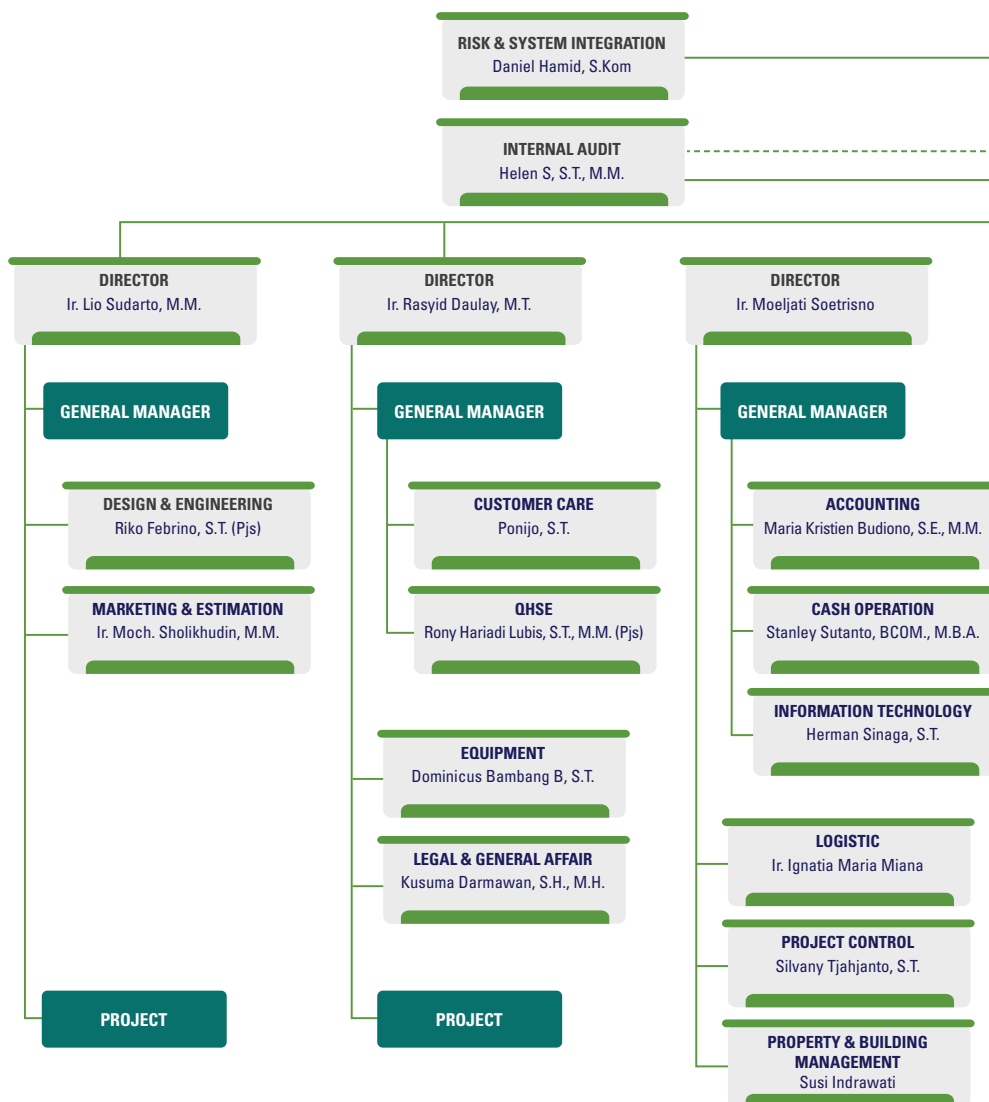 RISK & SYSTEM INTEGRATION
Daniel Hamid, S.Kom
INTERNAL AUDIT
Helen S, S.T., M.M.
DIRECTOR
Ir. Lio Sudarto, M.M.
GENERAL MANAGER
DESIGN & ENGINEERING
Riko Febrino, S.T. (Pjs)
MARKETING & ESTIMATION
Ir. Moch. Sholikhudin, M.M.
PROJECT
DIRECTOR
Ir. Rasyid Daulay, M.T.
GENERAL MANAGER
CUSTOMER CARE
Ponijo, S.T.
QHSE
Rony Hariadi Lubis, S.T., M.M. (Pjs)
EQUIPMENT
Dominicus Bambang B, S.T.
LEGAL & GENERAL AFFAIR
Kusuma Darmawan, S.H., M.H.
PROJECT
DIRECTOR
Ir. Moeljati Soetrisno
GENERAL MANAGER
ACCOUNTING
Maria Kristien Budiono, S.E., M.M.
CASH OPERATION
Stanley Sutanto, BCOM., M.B.A.
INFORMATION TECHNOLOGY
Herman Sinaga, S.T.
LOGISTIC
Ir. Ignatia Maria Miana
PROJECT CONTROL
Silvany Tjahjanto, S.T.
PROPERTY & BUILDING
MANAGEMENT
Susi Indrawati